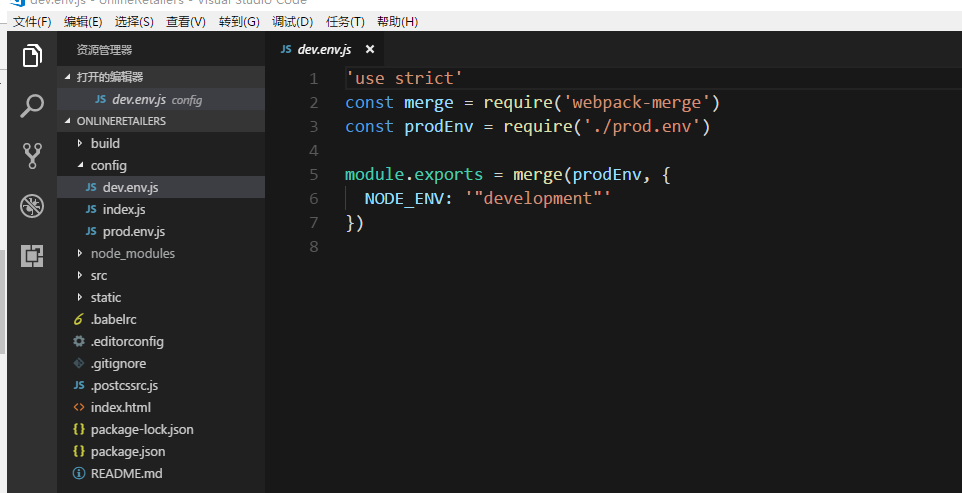 dev.env.js - OnlineRetailers - Visual Studio Code
文件(F) 编辑(E) 选择(S) 查看(V) 转到(G) 调试(D) 任务(T) 帮助(H)
资源管理器
打开的编辑器
JS dev.env.js config
ONLINERETAILERS
build
config
JS dev.env.js
JS index.js
JS prod.env.js
node_modules
src
static
.babelrc
.editorconfig
.gitignore
JS .postcssrc.js
<> index.html
{} package-lock.json
{} package.json
README.md
JS dev.env.js ×
1 'use strict'
2 const merge = require('webpack-merge')
3 const prodEnv = require('./prod.env')
4
5 module.exports = merge(prodEnv, {
6   NODE_ENV: '"development"'
7 })
8